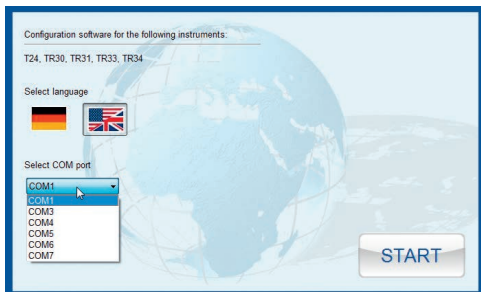 Configuration software for the following instruments:
T24, TR30, TR31, TR33, TR34
Select language
Select COM port
COM1
COM1
COM3
COM4
COM5
COM6
COM7
START